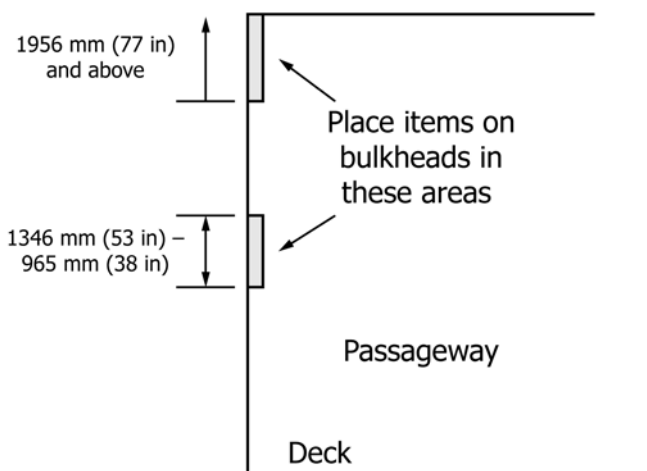 1956 mm (77 in)
and above
Place items on
bulkheads in
these areas
1346 mm (53 in) –
965 mm (38 in)
Passageway
Deck